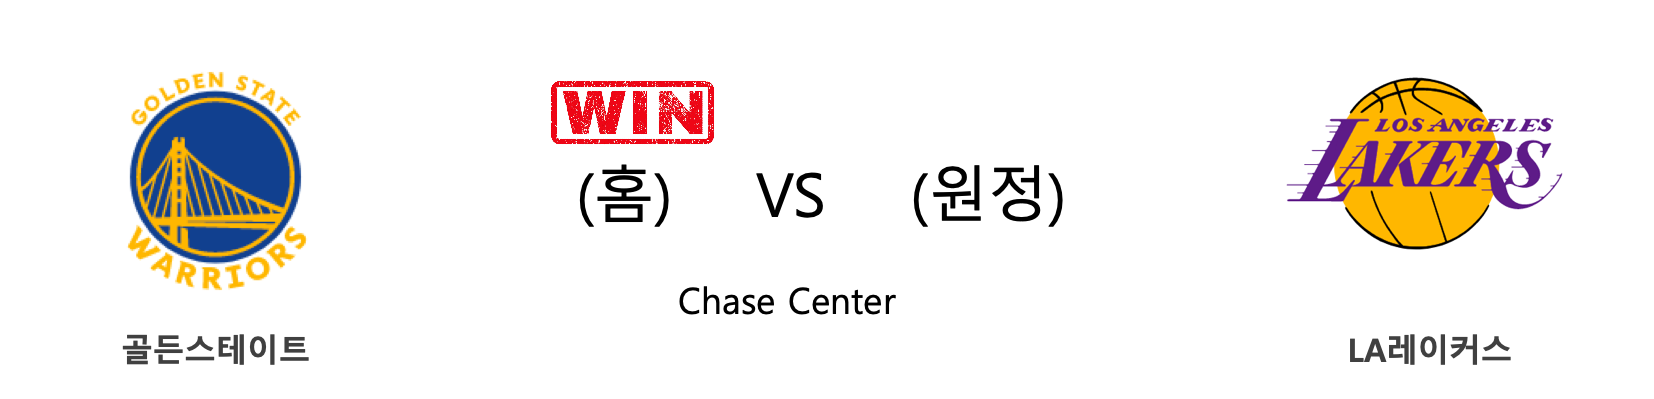 GOLDEN STATE
WARRIORS
WIN
(홈) VS (원정)
Chase Center
LOS ANGELES
LAKERS
골든스테이트
LA레이커스